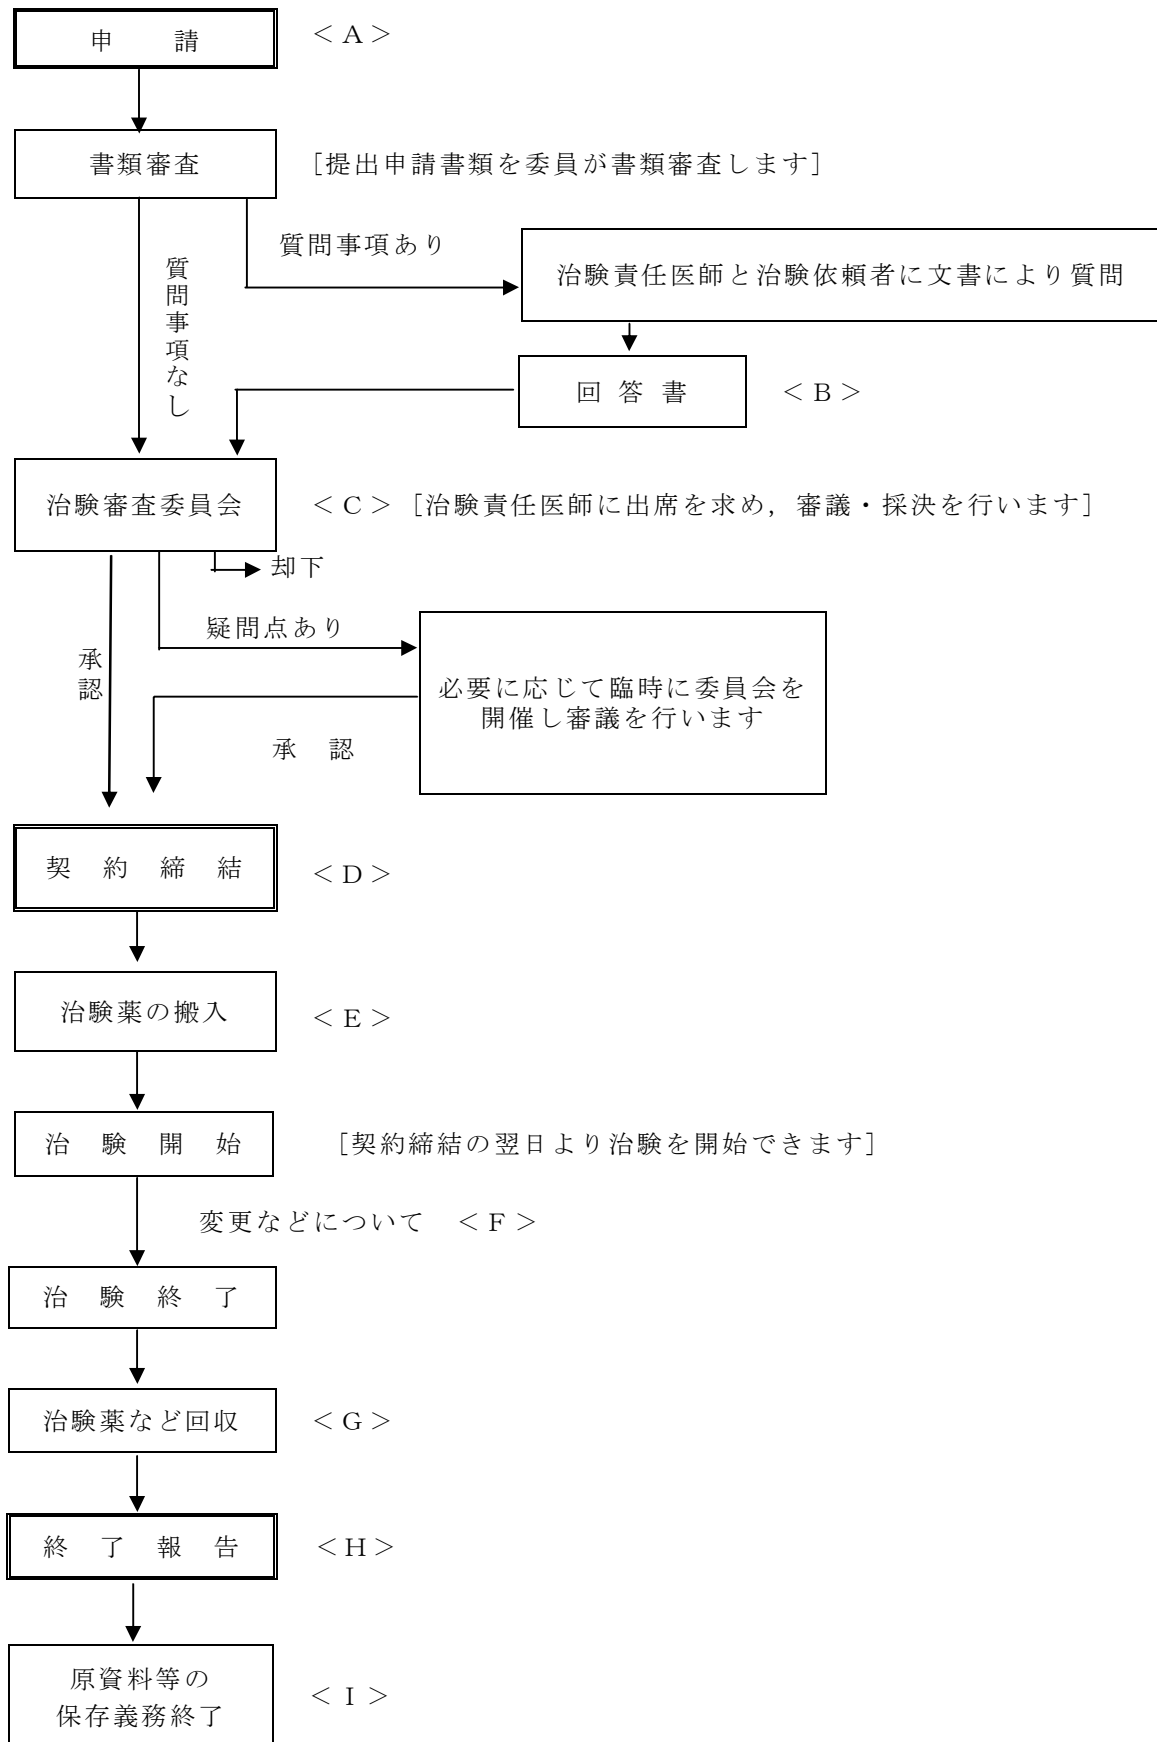 申　請
＜A＞
書類審査
［提出申請書類を委員が書類審査します］
質問事項あり
質問事項なし
治験責任医師と治験依頼者に文書により質問
回 答 書
＜B＞
治験審査委員会
＜C＞［治験責任医師に出席を求め，審議・採決を行います］
却下
疑問点あり
承認
必要に応じて臨時に委員会を
開催し審議を行います
承　認
契　約　締　結
＜D＞
治験薬の搬入
＜E＞
治　験　開　始
［契約締結の翌日より治験を開始できます］
変更などについて　＜F＞
治　験　終　了
治験薬など回収
＜G＞
終　了　報　告
＜H＞
原資料等の
保存義務終了
＜I＞